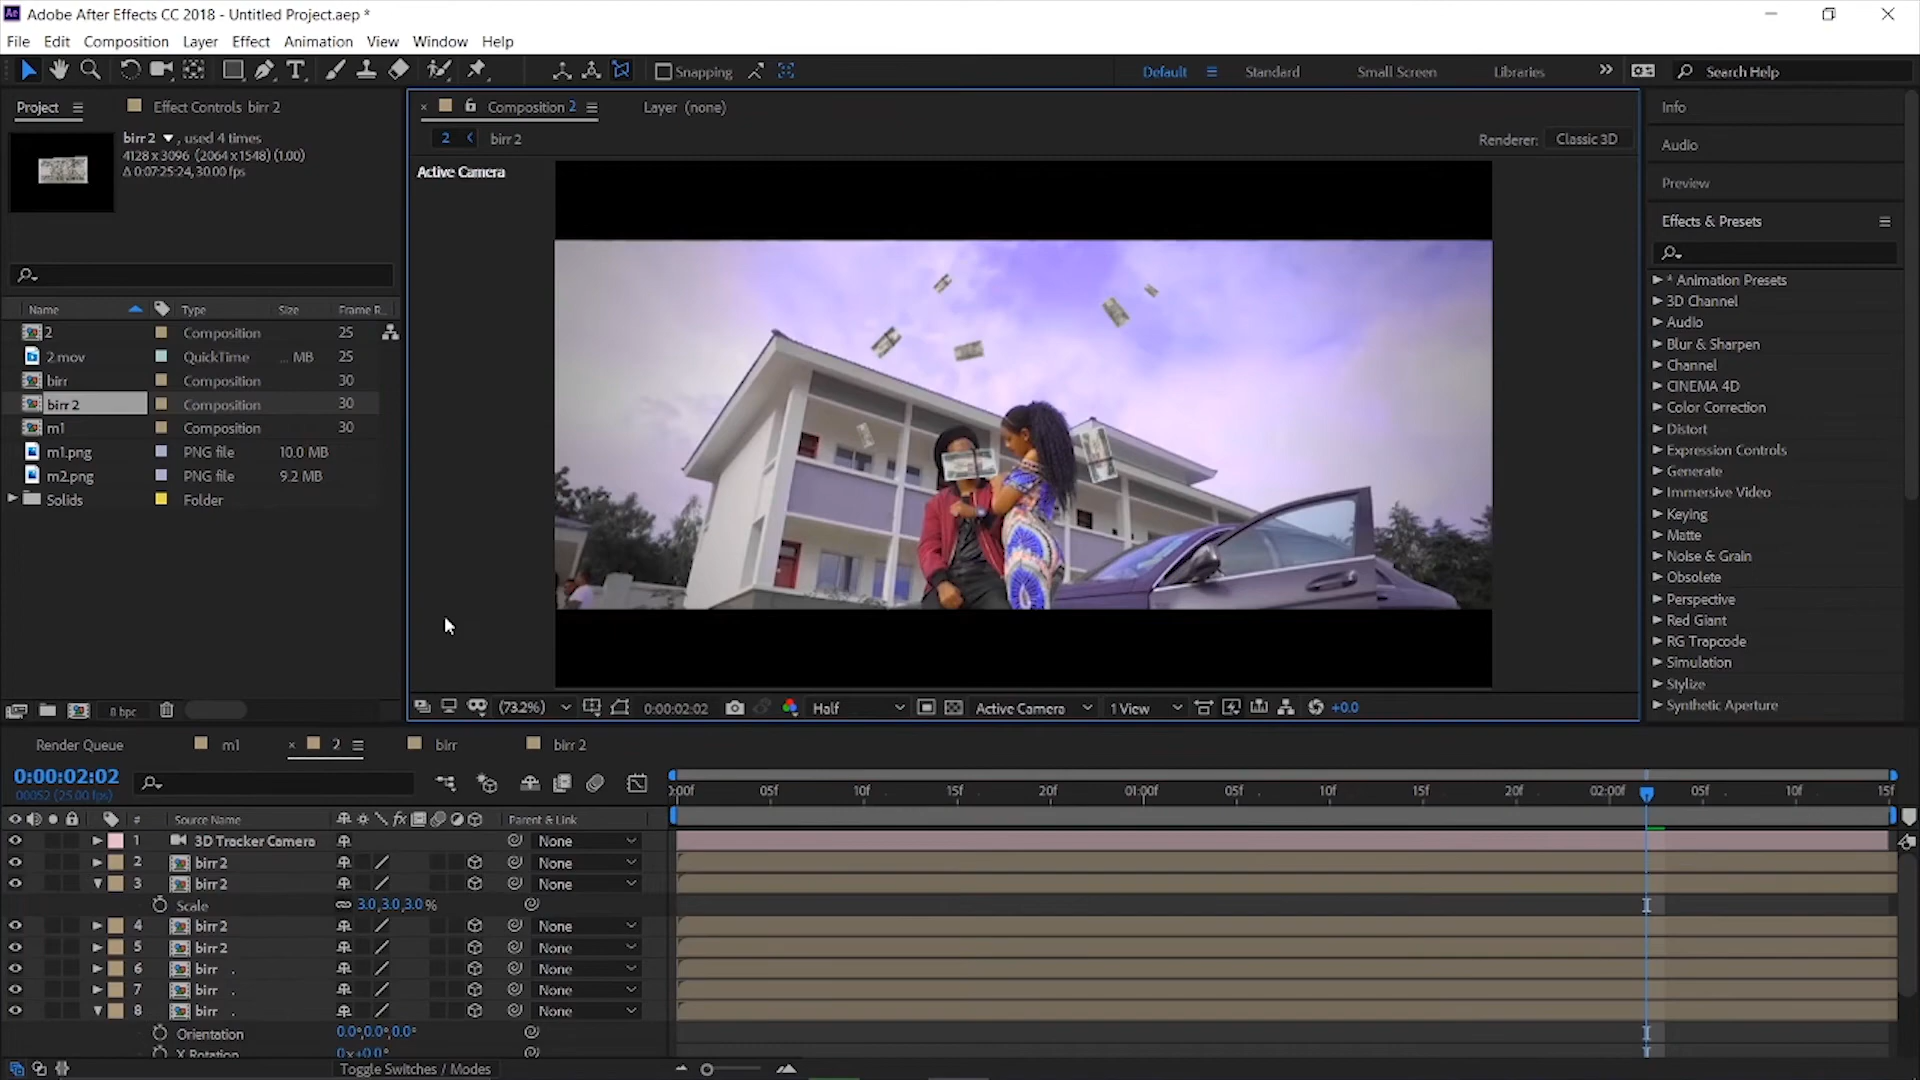 Adobe After Effects CC 2018 - Untitled Project.aep *
File Edit Composition Layer Effect Animation View Window Help
Snapping Default Standard Small Screen Libraries Search Help
Project Effect Controls birr 2
birr 2 , used 4 times
4128 x 3096 (2064 x 1548) (1.00)
Δ 0:07:25:24, 30.00 fps
Composition 2 Layer (none)
2 birr 2 Renderer: Classic 3D
Active Camera
Name Type Size Frame R...
2 Composition 25
2.mov QuickTime ... MB 25
birr Composition 30
birr 2 Composition 30
m1 Composition 30
m1.png PNG file 10.0 MB
m2.png PNG file 9.2 MB
Solids Folder
8 bpc
(73.2%) 0:00:02:02 Half Active Camera 1 View +0.0
Info
Audio
Preview
Effects & Presets
* Animation Presets
3D Channel
Audio
Blur & Sharpen
Channel
CINEMA 4D
Color Correction
Distort
Expression Controls
Generate
Immersive Video
Keying
Matte
Noise & Grain
Obsolete
Perspective
Red Giant
RG Trapcode
Simulation
Stylize
Synthetic Aperture
Render Queue m1 2 birr birr 2
0:00:02:02
00052 (25.00 fps)
:00f 05f 10f 15f 20f 01:00f 05f 10f 15f 20f 02:00f 05f 10f 15f
# Source Name fx Parent & Link
1 3D Tracker Camera None
2 birr 2 None
3 birr 2 None
Scale 3.0,3.0,3.0 %
4 birr 2 None
5 birr 2 None
6 birr . None
7 birr . None
8 birr . None
Orientation 0.0°,0.0°,0.0°
X Rotation 0x+0.0°
Toggle Switches / Modes